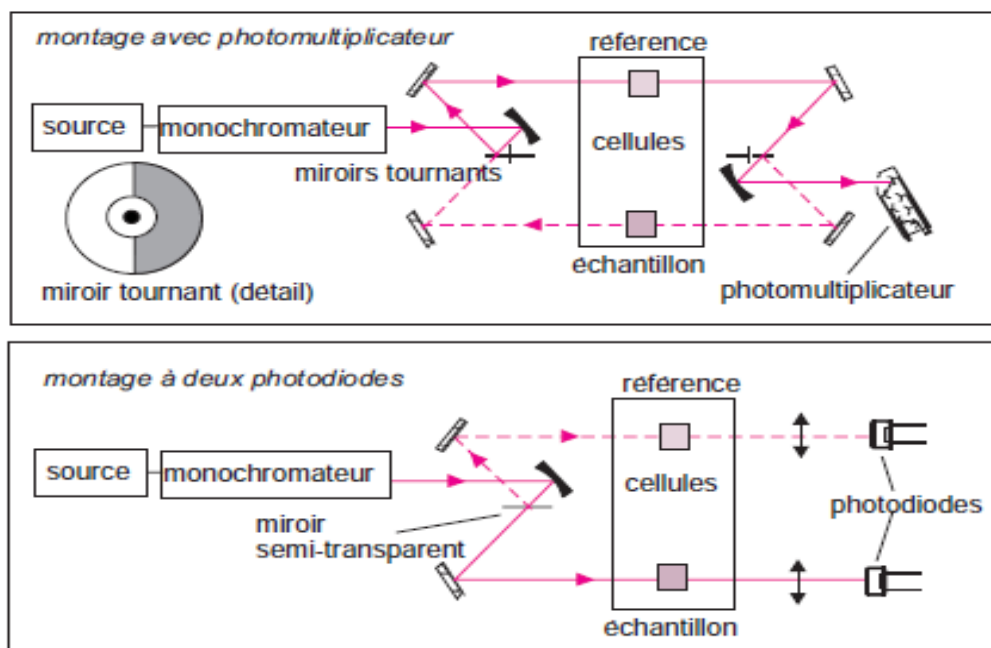 montage avec photomultiplicateur
référence
source
monochromateur
cellules
miroirs tournants
échantillon
miroir tournant (détail)
photomultiplicateur
montage à deux photodiodes
référence
source
monochromateur
cellules
photodiodes
miroir
semi-transparent
échantillon